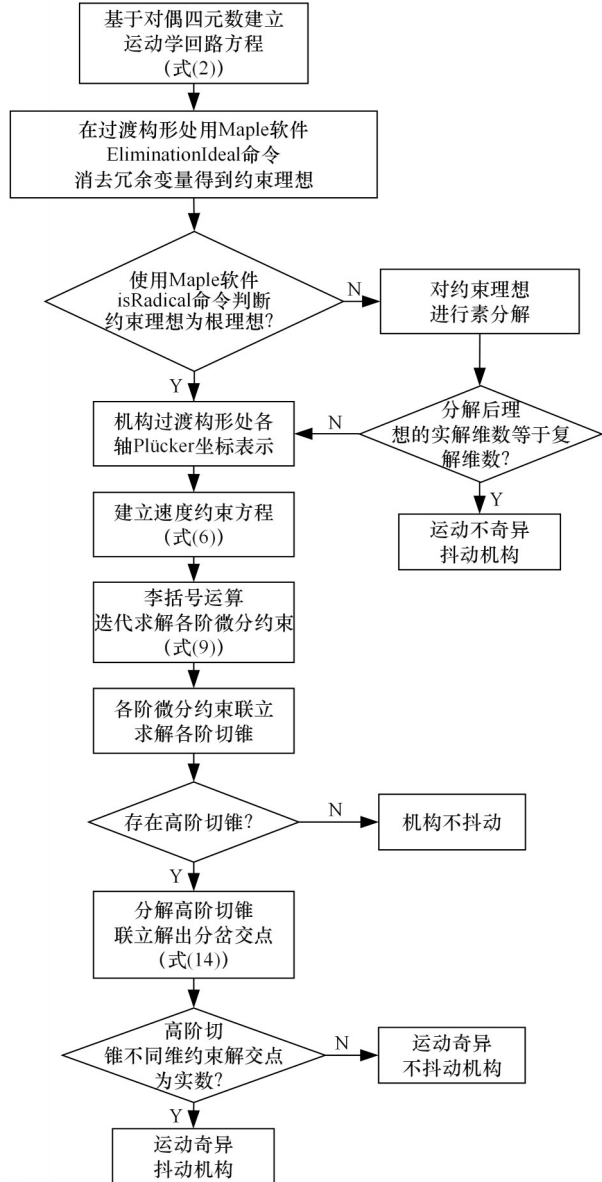 基于对偶四元数建立
运动学回路方程
（式(2)）
在过渡构形处用Maple软件
EliminationIdeal命令
消去冗余变量得到约束理想
使用Maple软件
isRadical命令判断
约束理想为根理想？
N
对约束理想
进行素分解
Y
机构过渡构形处各
轴Plücker坐标表示
N
分解后理
想的实解维数等于复
解维数？
Y
建立速度约束方程
（式(6)）
运动不奇异
抖动机构
李括号运算
迭代求解各阶微分约束
（式(9)）
各阶微分约束联立
求解各阶切锥
存在高阶切锥？
N
机构不抖动
Y
分解高阶切锥
联立解出分岔交点
（式(14)）
高阶切
锥不同维约束解交点
为实数？
N
运动奇异
不抖动机构
Y
运动奇异
抖动机构